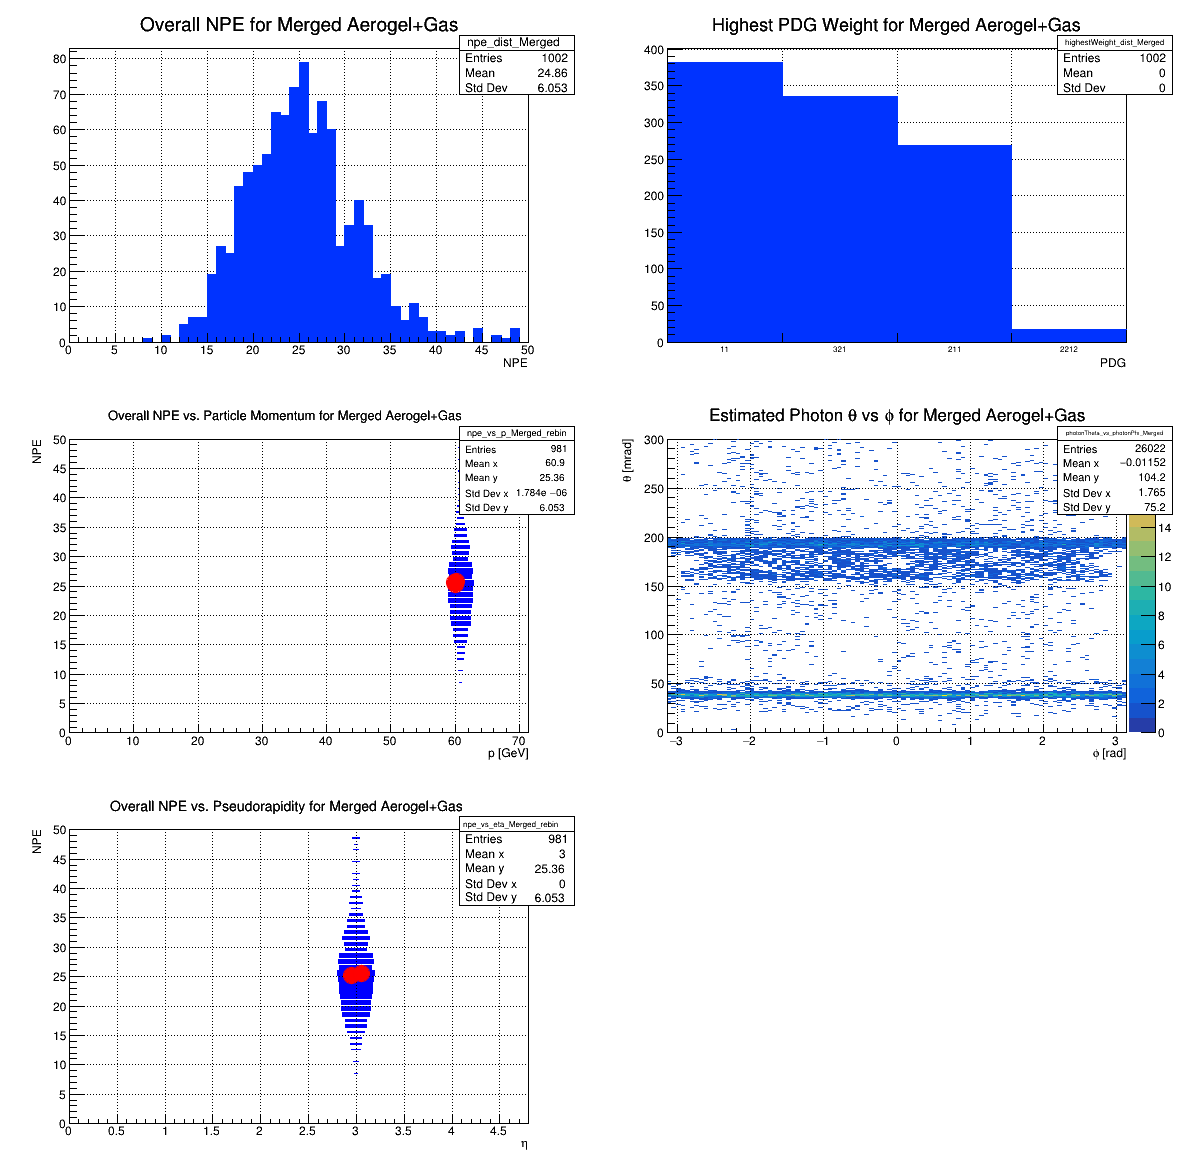 Overall NPE for Merged Aerogel+Gas
npe_dist_Merged
Entries 1002
Mean 24.86
Std Dev 6.053
80
70
60
50
40
30
20
10
0
0 5 10 15 20 25 30 35 40 45 50
NPE
Highest PDG Weight for Merged Aerogel+Gas
highestWeight_dist_Merged
Entries 1002
Mean 0
Std Dev 0
400
350
300
250
200
150
100
50
0
11 321 211 2212
PDG
Overall NPE vs. Particle Momentum for Merged Aerogel+Gas
npe_vs_p_Merged_rebin
Entries 981
Mean x 60.9
Mean y 25.36
Std Dev x 1.784e −06
Std Dev y 6.053
NPE
50
45
40
35
30
25
20
15
10
5
0
0 10 20 30 40 50 60 70
p [GeV]
Estimated Photon θ vs ϕ for Merged Aerogel+Gas
photonTheta_vs_photonPhi_Merged
Entries 26022
Mean x −0.01152
Mean y 104.2
Std Dev x 1.765
Std Dev y 75.2
θ [mrad]
300
250
200
150
100
50
0
−3 −2 −1 0 1 2 3
ϕ [rad]
14
12
10
8
6
4
2
0
Overall NPE vs. Pseudorapidity for Merged Aerogel+Gas
npe_vs_eta_Merged_rebin
Entries 981
Mean x 3
Mean y 25.36
Std Dev x 0
Std Dev y 6.053
NPE
50
45
40
35
30
25
20
15
10
5
0
0 0.5 1 1.5 2 2.5 3 3.5 4 4.5
η